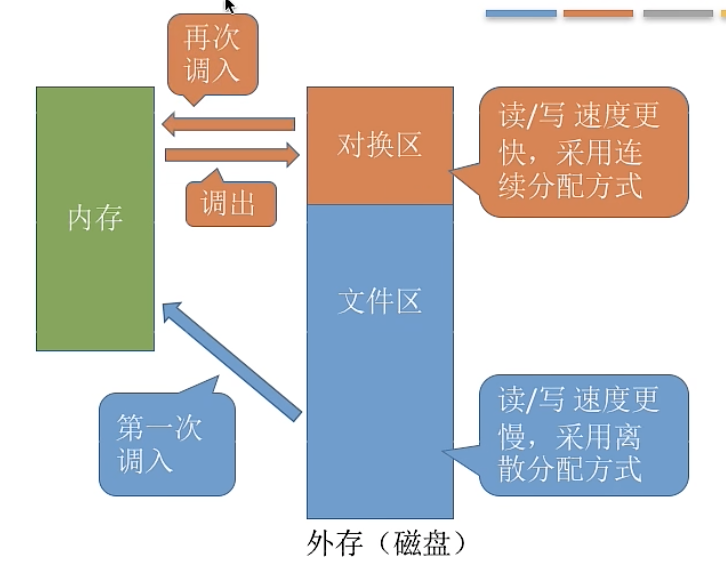 再次
调入
对换区
读/写 速度更
快，采用连
续分配方式
调出
内存
文件区
第一次
调入
读/写 速度更
慢，采用离
散分配方式
外存（磁盘）